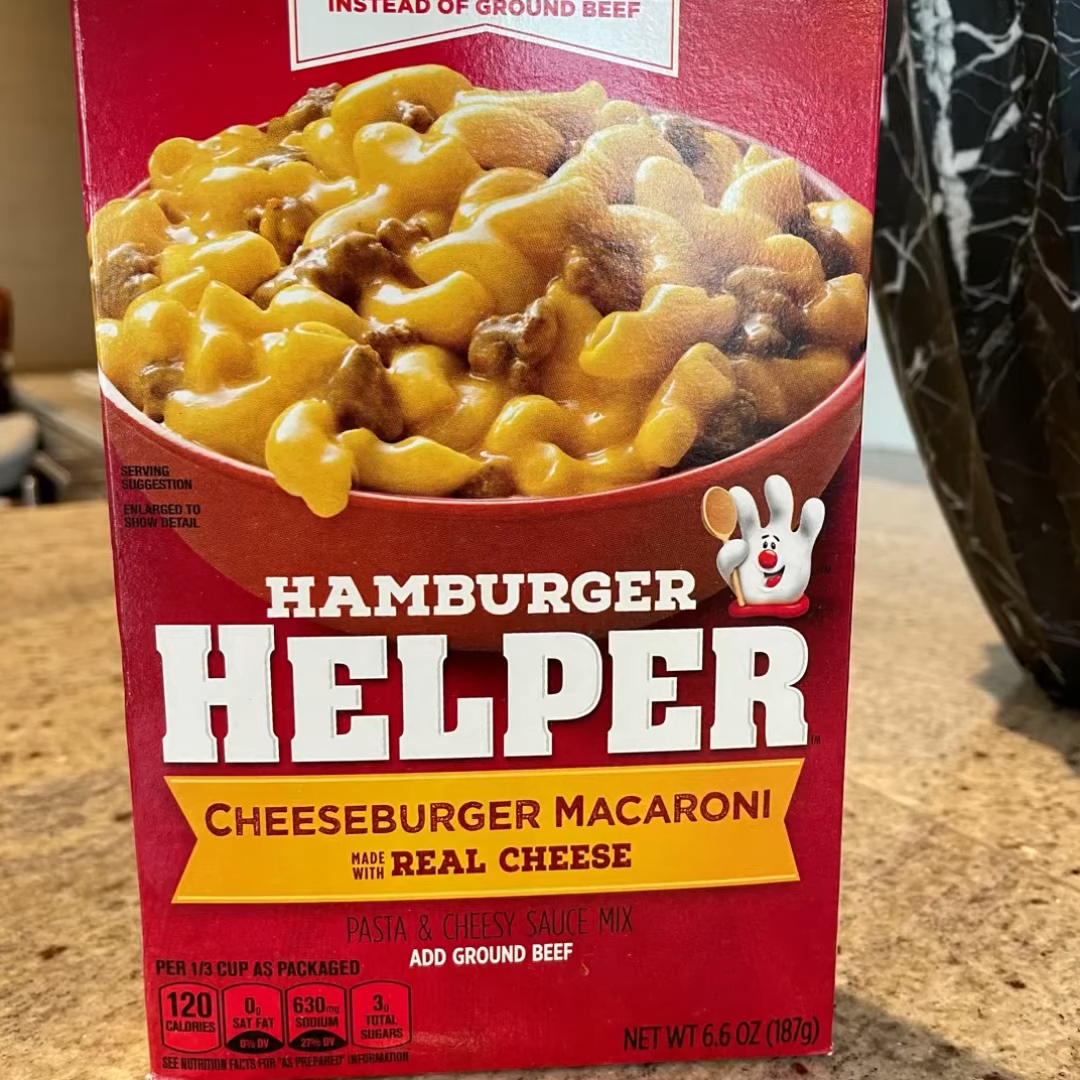 INSTEAD OF GROUND BEEF
SERVING
SUGGESTION
ENLARGED TO
SHOW DETAIL
HAMBURGER
HELPER™
CHEESEBURGER MACARONI
MADE WITH REAL CHEESE
PASTA & CHEESY SAUCE MIX
ADD GROUND BEEF
PER 1/3 CUP AS PACKAGED
120 CALORIES
0g SAT FAT 0% DV
630mg SODIUM 27% DV
3g TOTAL SUGARS
SEE NUTRITION FACTS FOR "AS PREPARED" INFORMATION
NET WT 6.6 OZ (187g)